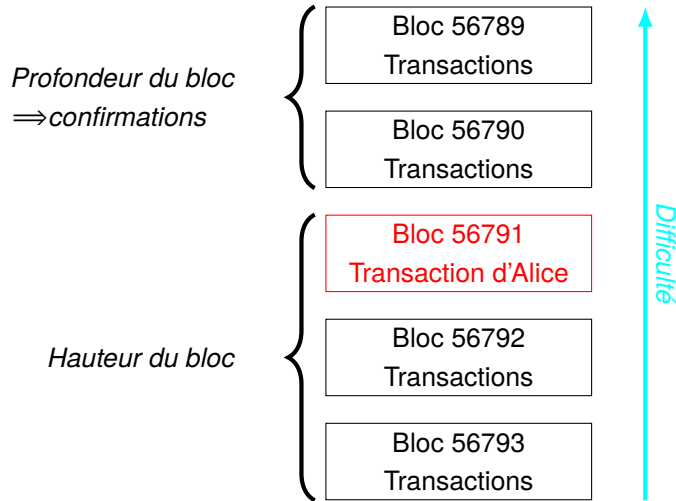 Bloc 56789
Transactions
Profondeur du bloc
⟹confirmations
Bloc 56790
Transactions
Bloc 56791
Transaction d'Alice
Difficulté
Hauteur du bloc
Bloc 56792
Transactions
Bloc 56793
Transactions